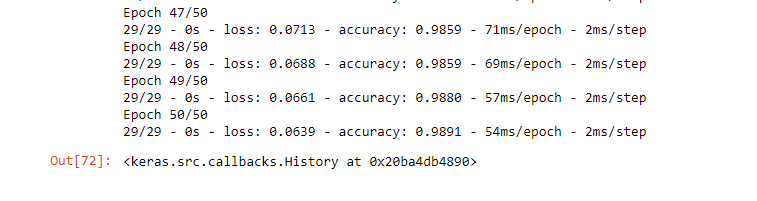 Epoch 47/50
29/29 - 0s - loss: 0.0713 - accuracy: 0.9859 - 71ms/epoch - 2ms/step
Epoch 48/50
29/29 - 0s - loss: 0.0688 - accuracy: 0.9859 - 69ms/epoch - 2ms/step
Epoch 49/50
29/29 - 0s - loss: 0.0661 - accuracy: 0.9880 - 57ms/epoch - 2ms/step
Epoch 50/50
29/29 - 0s - loss: 0.0639 - accuracy: 0.9891 - 54ms/epoch - 2ms/step
Out[72]: <keras.src.callbacks.History at 0x20ba4db4890>